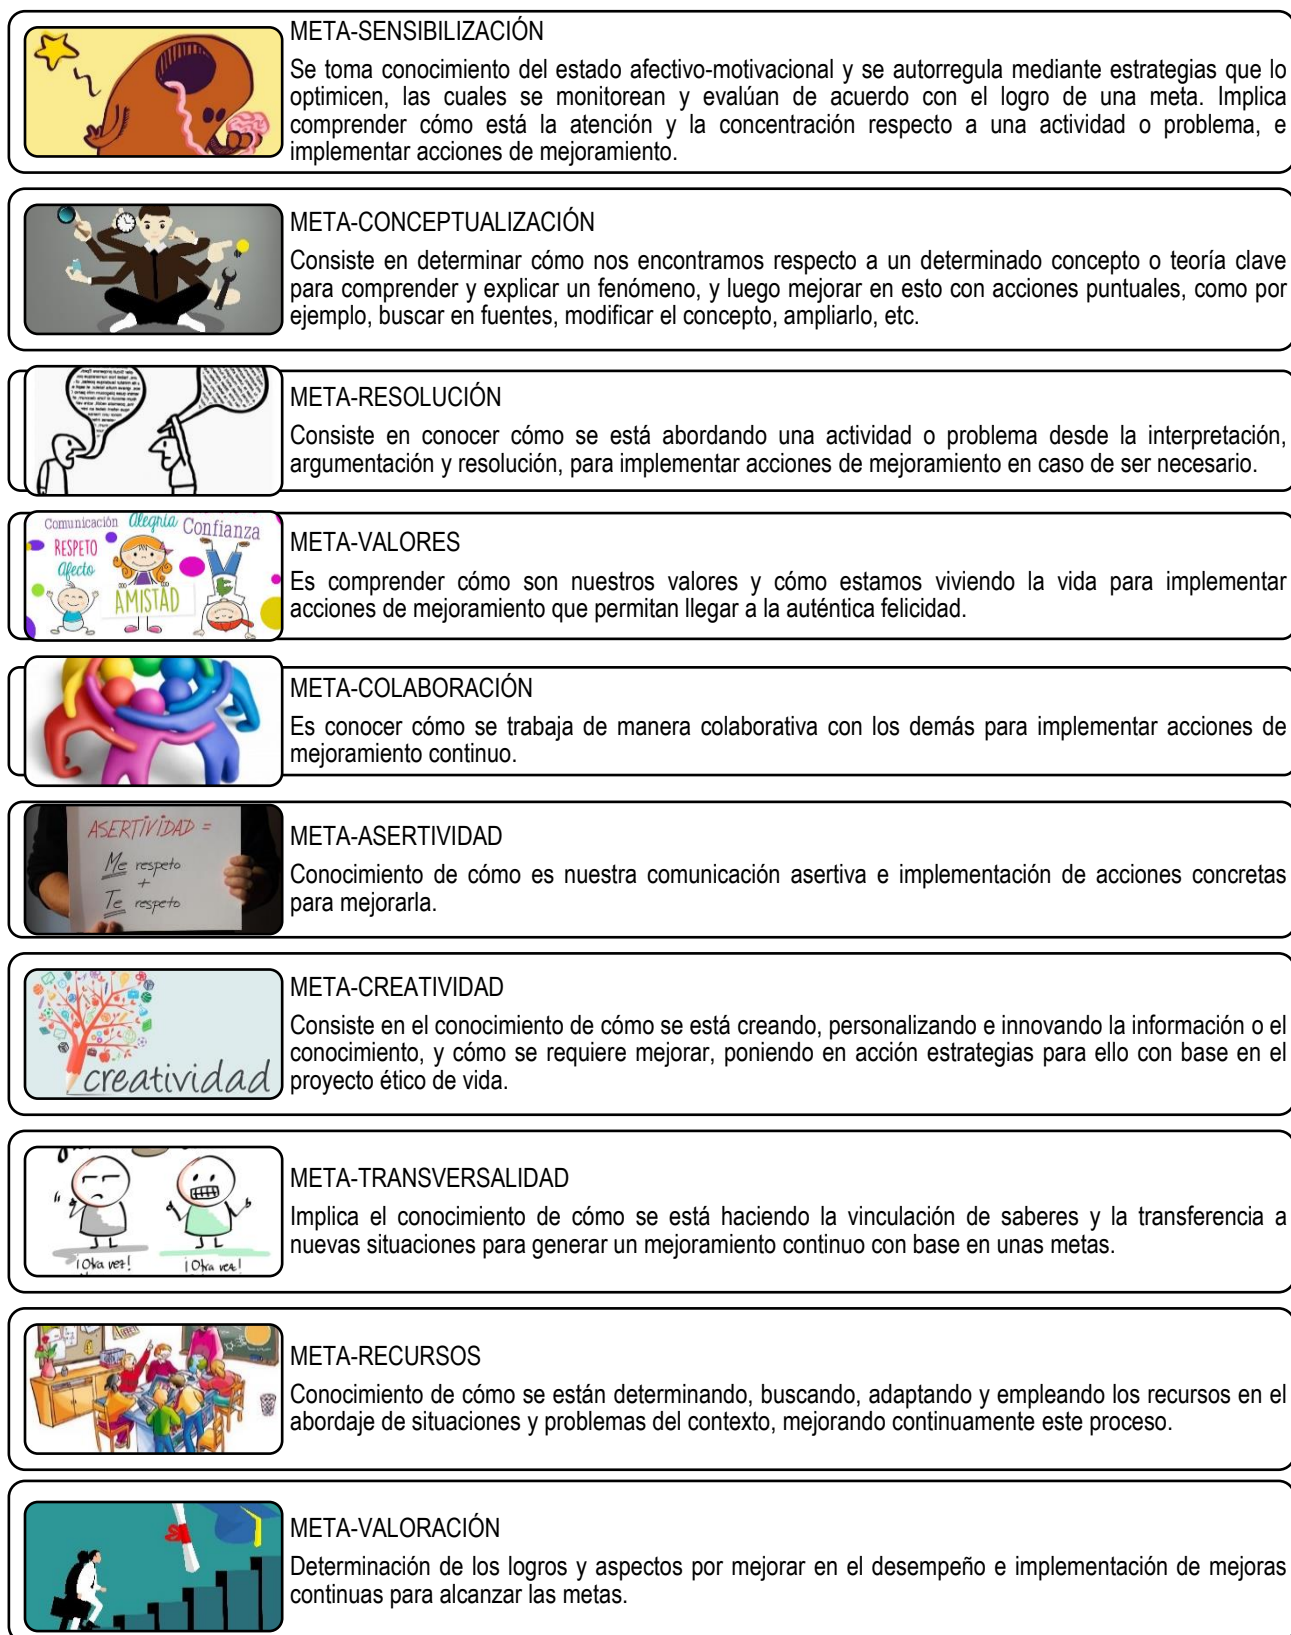 META-SENSIBILIZACIÓN
Se toma conocimiento del estado afectivo-motivacional y se autorregula mediante estrategias que lo
optimicen, las cuales se monitorean y evalúan de acuerdo con el logro de una meta. Implica
comprender cómo está la atención y la concentración respecto a una actividad o problema, e
implementar acciones de mejoramiento.
META-CONCEPTUALIZACIÓN
Consiste en determinar cómo nos encontramos respecto a un determinado concepto o teoría clave
para comprender y explicar un fenómeno, y luego mejorar en esto con acciones puntuales, como por
ejemplo, buscar en fuentes, modificar el concepto, ampliarlo, etc.
META-RESOLUCIÓN
Consiste en conocer cómo se está abordando una actividad o problema desde la interpretación,
argumentación y resolución, para implementar acciones de mejoramiento en caso de ser necesario.
Comunicación Alegría Confianza
RESPETO
Afecto
AMISTAD
META-VALORES
Es comprender cómo son nuestros valores y cómo estamos viviendo la vida para implementar
acciones de mejoramiento que permitan llegar a la auténtica felicidad.
META-COLABORACIÓN
Es conocer cómo se trabaja de manera colaborativa con los demás para implementar acciones de
mejoramiento continuo.
ASERTIVIDAD =
Me respeto
+
Te respeto
META-ASERTIVIDAD
Conocimiento de cómo es nuestra comunicación asertiva e implementación de acciones concretas
para mejorarla.
creatividad
META-CREATIVIDAD
Consiste en el conocimiento de cómo se está creando, personalizando e innovando la información o el
conocimiento, y cómo se requiere mejorar, poniendo en acción estrategias para ello con base en el
proyecto ético de vida.
¡Otra vez! ¡Otra vez!
META-TRANSVERSALIDAD
Implica el conocimiento de cómo se está haciendo la vinculación de saberes y la transferencia a
nuevas situaciones para generar un mejoramiento continuo con base en unas metas.
META-RECURSOS
Conocimiento de cómo se están determinando, buscando, adaptando y empleando los recursos en el
abordaje de situaciones y problemas del contexto, mejorando continuamente este proceso.
META-VALORACIÓN
Determinación de los logros y aspectos por mejorar en el desempeño e implementación de mejoras
continuas para alcanzar las metas.